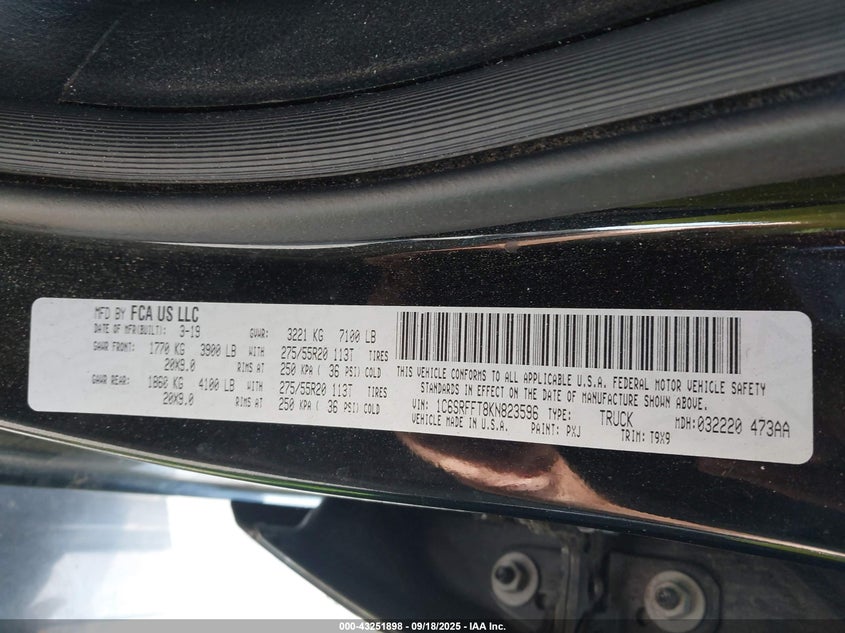 MFD BY FCA US LLC
DATE OF MFR(BUILT): 3-19 GVWR: 3221 KG 7100 LB
GAWR FRONT: 1770 KG 3900 LB WITH 275/55R20 113T TIRES
20X9.0 RIMS AT 250 KPA ( 36 PSI) COLD
GAWR REAR: 1860 KG 4100 LB WITH 275/55R20 113T TIRES
20X9.0 RIMS AT 250 KPA ( 36 PSI) COLD
THIS VEHICLE CONFORMS TO ALL APPLICABLE U.S.A. FEDERAL MOTOR VEHICLE SAFETY
STANDARDS IN EFFECT ON THE DATE OF MANUFACTURE SHOWN ABOVE.
VIN: 1C6SRFFT8KN823596 TYPE: TRUCK MDH:032220 473AA
VEHICLE MADE IN U.S.A. PAINT: PXJ TRIM: T9X9
000-43251898 - 09/18/2025 - IAA Inc.